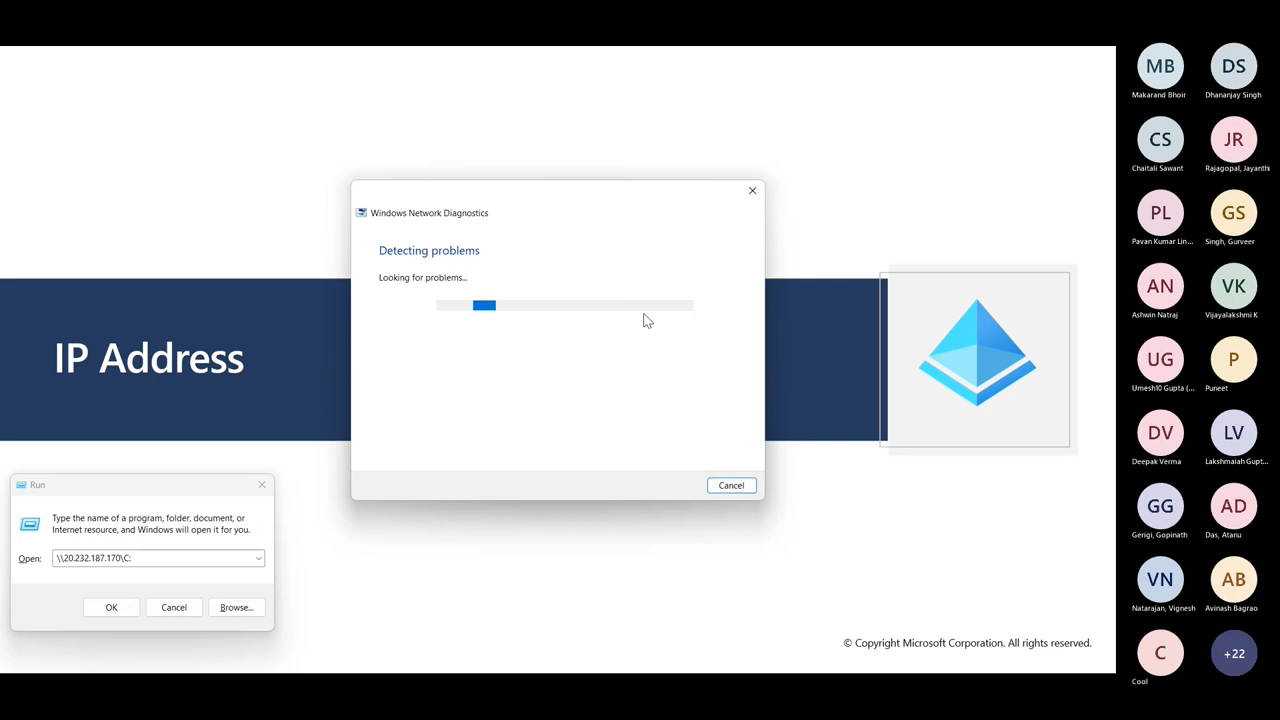 Windows Network Diagnostics
Detecting problems
Looking for problems...
Cancel
IP Address
Run
Type the name of a program, folder, document, or
Internet resource, and Windows will open it for you.
Open: \\20.232.187.170\C:
OK Cancel Browse...
© Copyright Microsoft Corporation. All rights reserved.
MB DS
Makarand Bhoir Dhananjay Singh
CS JR
Chaitali Sawant Rajagopal, Jayanthi
PL GS
Pavan Kumar Lin... Singh, Gurveer
AN VK
Ashwin Natraj Vijayalakshmi K
UG P
Umesh10 Gupta (... Puneet
DV LV
Deepak Verma Lakshmaiah Gupt...
GG AD
Gerigi, Gopinath Das, Atanu
VN AB
Natarajan, Vignesh Avinash Bagrao
C +22
Cool